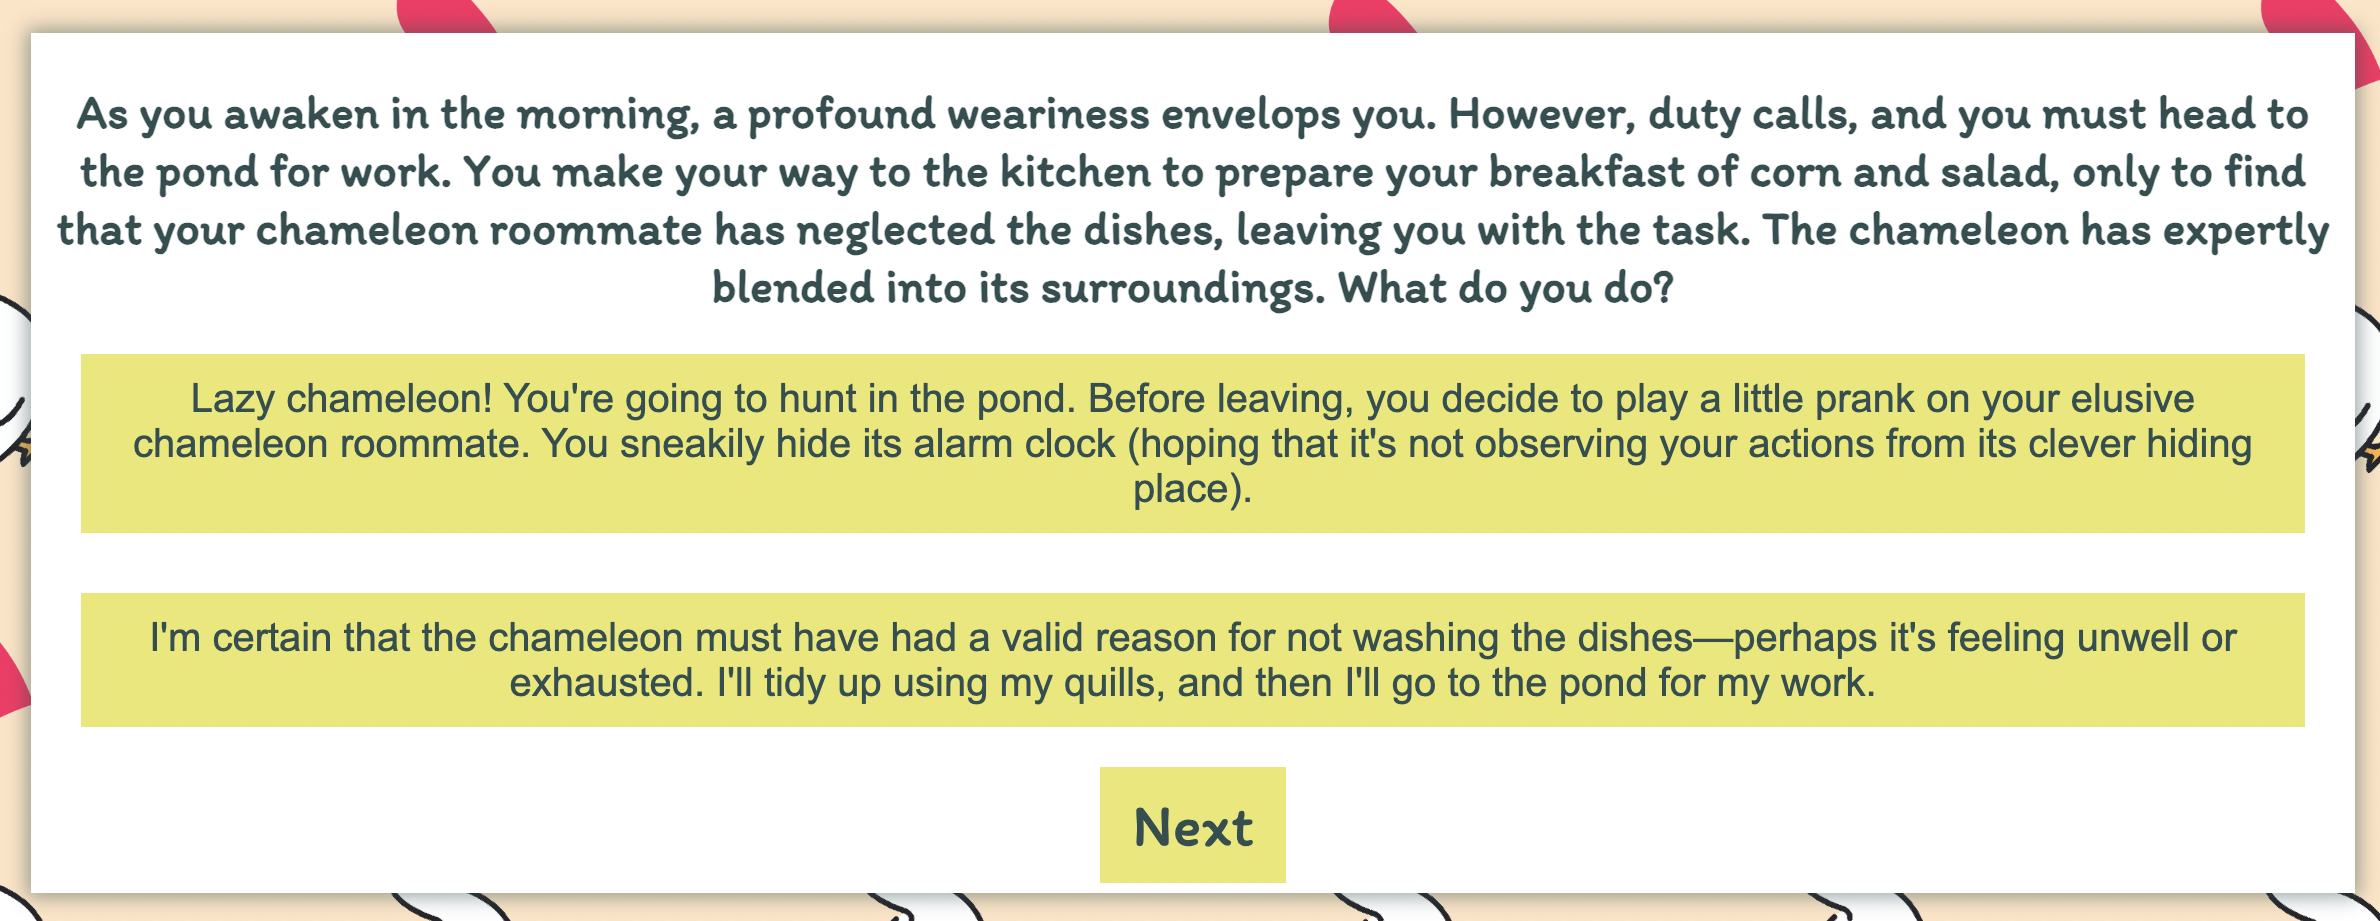 As you awaken in the morning, a profound weariness envelops you. However, duty calls, and you must head to
the pond for work. You make your way to the kitchen to prepare your breakfast of corn and salad, only to find
that your chameleon roommate has neglected the dishes, leaving you with the task. The chameleon has expertly
blended into its surroundings. What do you do?
Lazy chameleon! You're going to hunt in the pond. Before leaving, you decide to play a little prank on your elusive
chameleon roommate. You sneakily hide its alarm clock (hoping that it's not observing your actions from its clever hiding
place).
I'm certain that the chameleon must have had a valid reason for not washing the dishes—perhaps it's feeling unwell or
exhausted. I'll tidy up using my quills, and then I'll go to the pond for my work.
Next